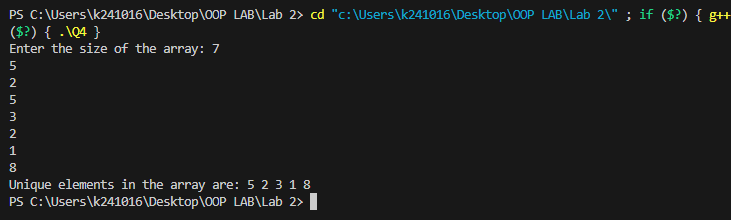 PS C:\Users\k241016\Desktop\OOP LAB\Lab 2> cd "c:\Users\k241016\Desktop\OOP LAB\Lab 2\" ; if ($?) { g++
($?) { .\Q4 }
Enter the size of the array: 7
5
2
5
3
2
1
8
Unique elements in the array are: 5 2 3 1 8
PS C:\Users\k241016\Desktop\OOP LAB\Lab 2>